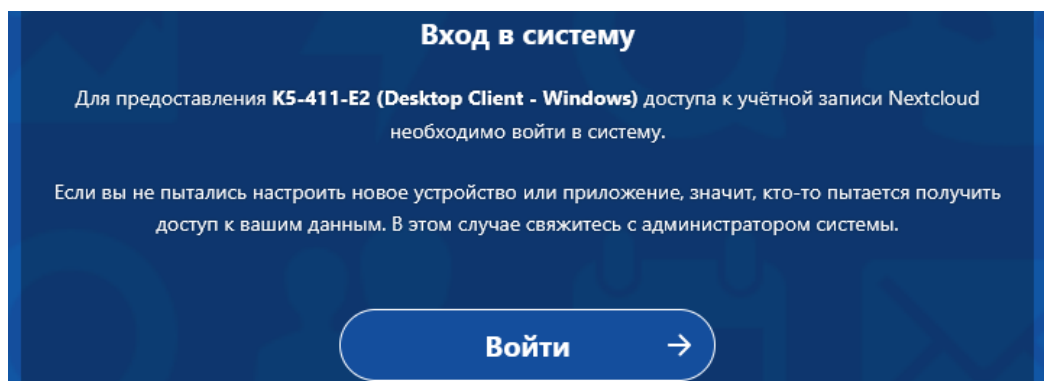 Вход в систему
Для предоставления K5-411-E2 (Desktop Client - Windows) доступа к учётной записи Nextcloud
необходимо войти в систему.
Если вы не пытались настроить новое устройство или приложение, значит, кто-то пытается получить
доступ к вашим данным. В этом случае свяжитесь с администратором системы.
Войти